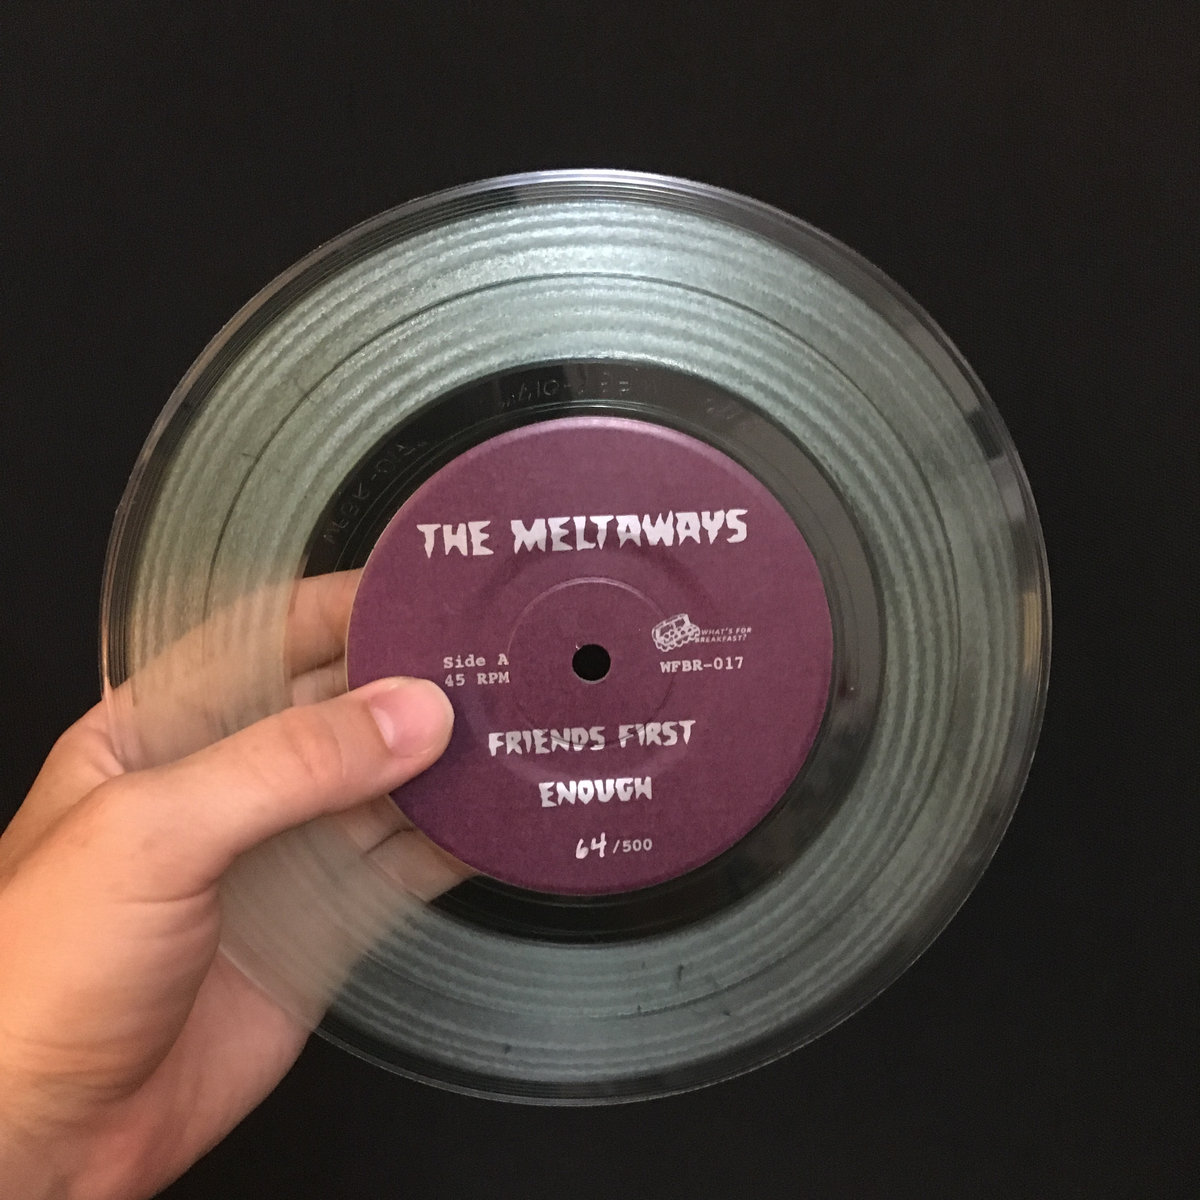 THE MELTAWAYS
WHAT'S FOR
BREAKFAST?
Side A
45 RPM
WFBR-017
FRIENDS FIRST
ENOUGH
64/500